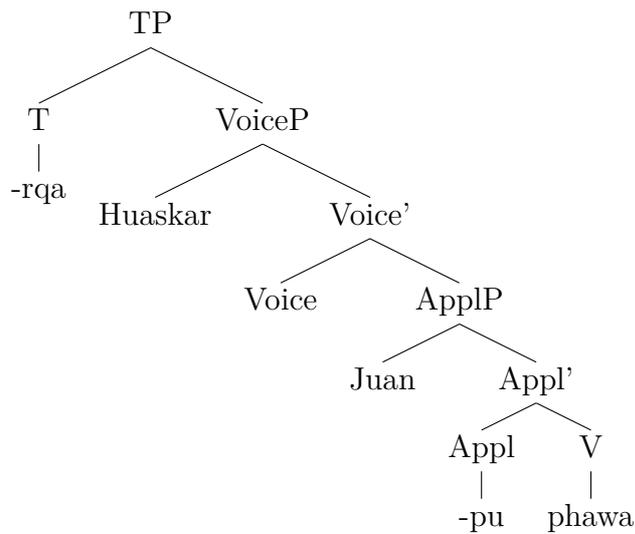 TP
T VoiceP
-rqa
Huaskar Voice'
Voice ApplP
Juan Appl'
Appl V
-pu phawa